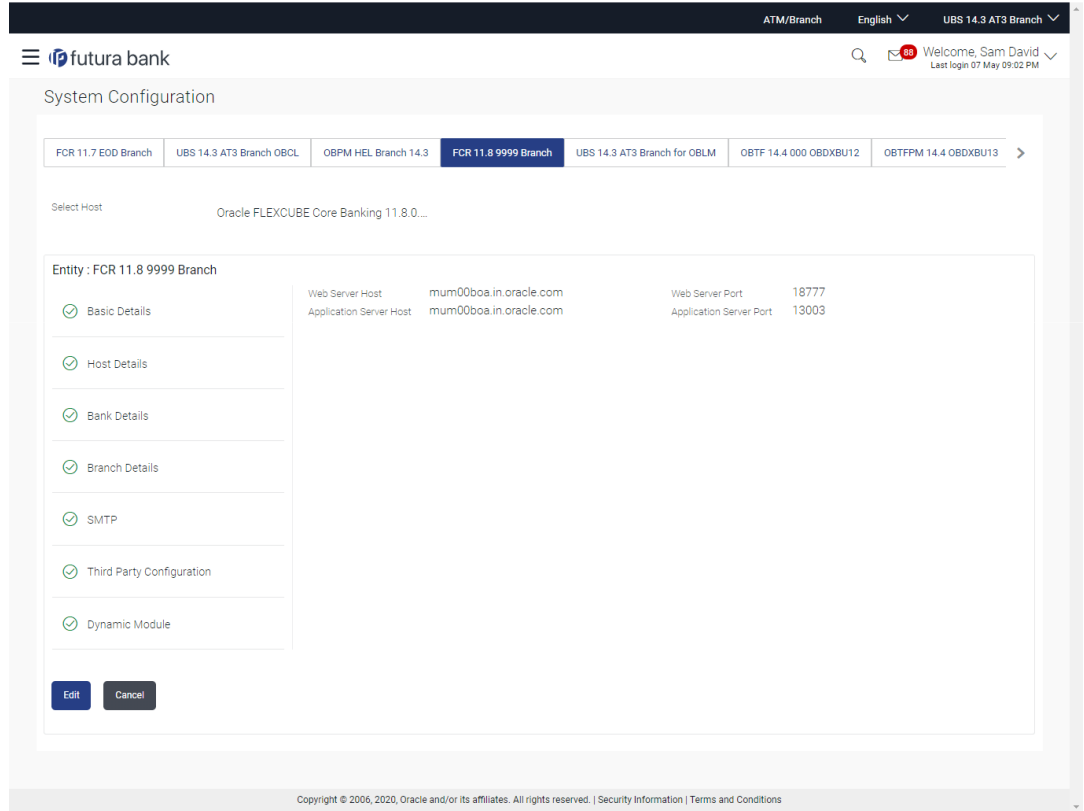 ATM/Branch English UBS 14.3 AT3 Branch
futura bank 88 Welcome, Sam David
Last login 07 May 09:02 PM
System Configuration
FCR 11.7 EOD Branch UBS 14.3 AT3 Branch OBCL OBPM HEL Branch 14.3 FCR 11.8 9999 Branch UBS 14.3 AT3 Branch for OBLM OBTF 14.4 000 OBDXBU12 OBTFPM 14.4 OBDXBU13
Select Host Oracle FLEXCUBE Core Banking 11.8.0....
Entity : FCR 11.8 9999 Branch
Web Server Host mum00boa.in.oracle.com Web Server Port 18777
Application Server Host mum00boa.in.oracle.com Application Server Port 13003
Basic Details
Host Details
Bank Details
Branch Details
SMTP
Third Party Configuration
Dynamic Module
Edit Cancel
Copyright © 2006, 2020, Oracle and/or its affiliates. All rights reserved. | Security Information | Terms and Conditions